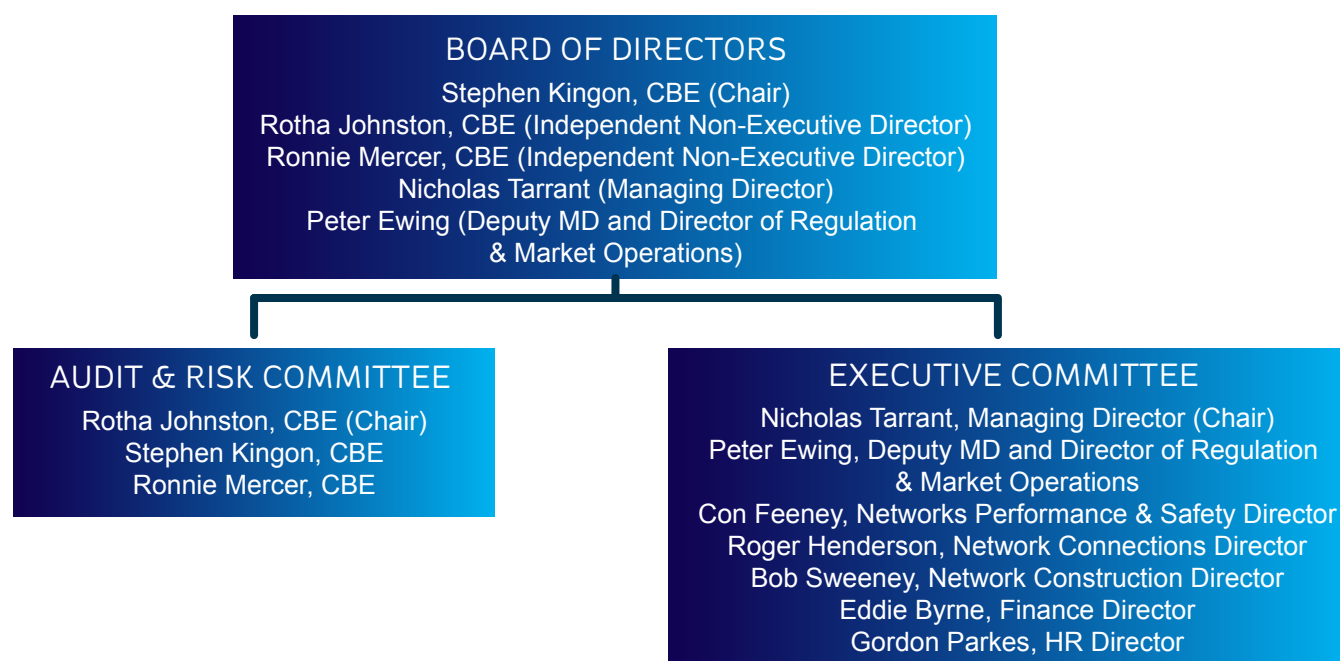 BOARD OF DIRECTORS
Stephen Kingon, CBE (Chair)
Rotha Johnston, CBE (Independent Non-Executive Director)
Ronnie Mercer, CBE (Independent Non-Executive Director)
Nicholas Tarrant (Managing Director)
Peter Ewing (Deputy MD and Director of Regulation
& Market Operations)
AUDIT & RISK COMMITTEE
Rotha Johnston, CBE (Chair)
Stephen Kingon, CBE
Ronnie Mercer, CBE
EXECUTIVE COMMITTEE
Nicholas Tarrant, Managing Director (Chair)
Peter Ewing, Deputy MD and Director of Regulation
& Market Operations
Con Feeney, Networks Performance & Safety Director
Roger Henderson, Network Connections Director
Bob Sweeney, Network Construction Director
Eddie Byrne, Finance Director
Gordon Parkes, HR Director